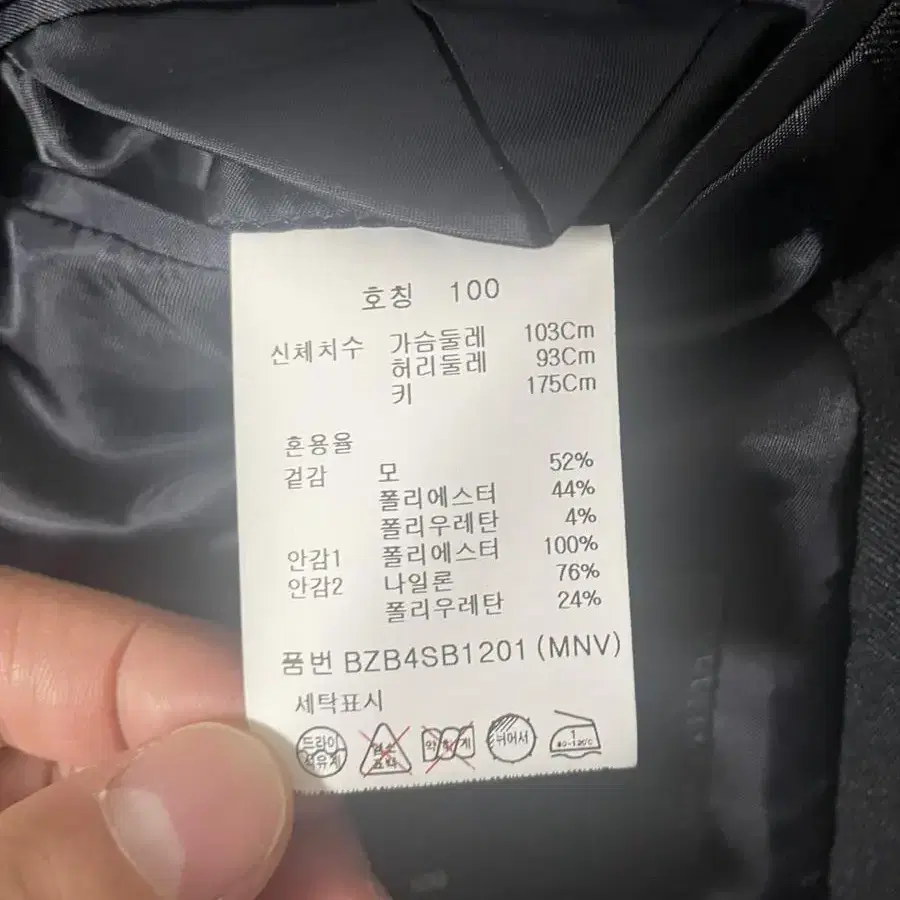 호칭 100
신체치수 가슴둘레 103Cm
허리둘레 93Cm
키 175Cm
혼용율
겉감 모 52%
폴리에스터 44%
폴리우레탄 4%
안감1 폴리에스터 100%
안감2 나일론 76%
폴리우레탄 24%
품번 BZB4SB1201(MNV)
세탁표시
드라이 염소 약하게 뉘어서 1
석유계 표백